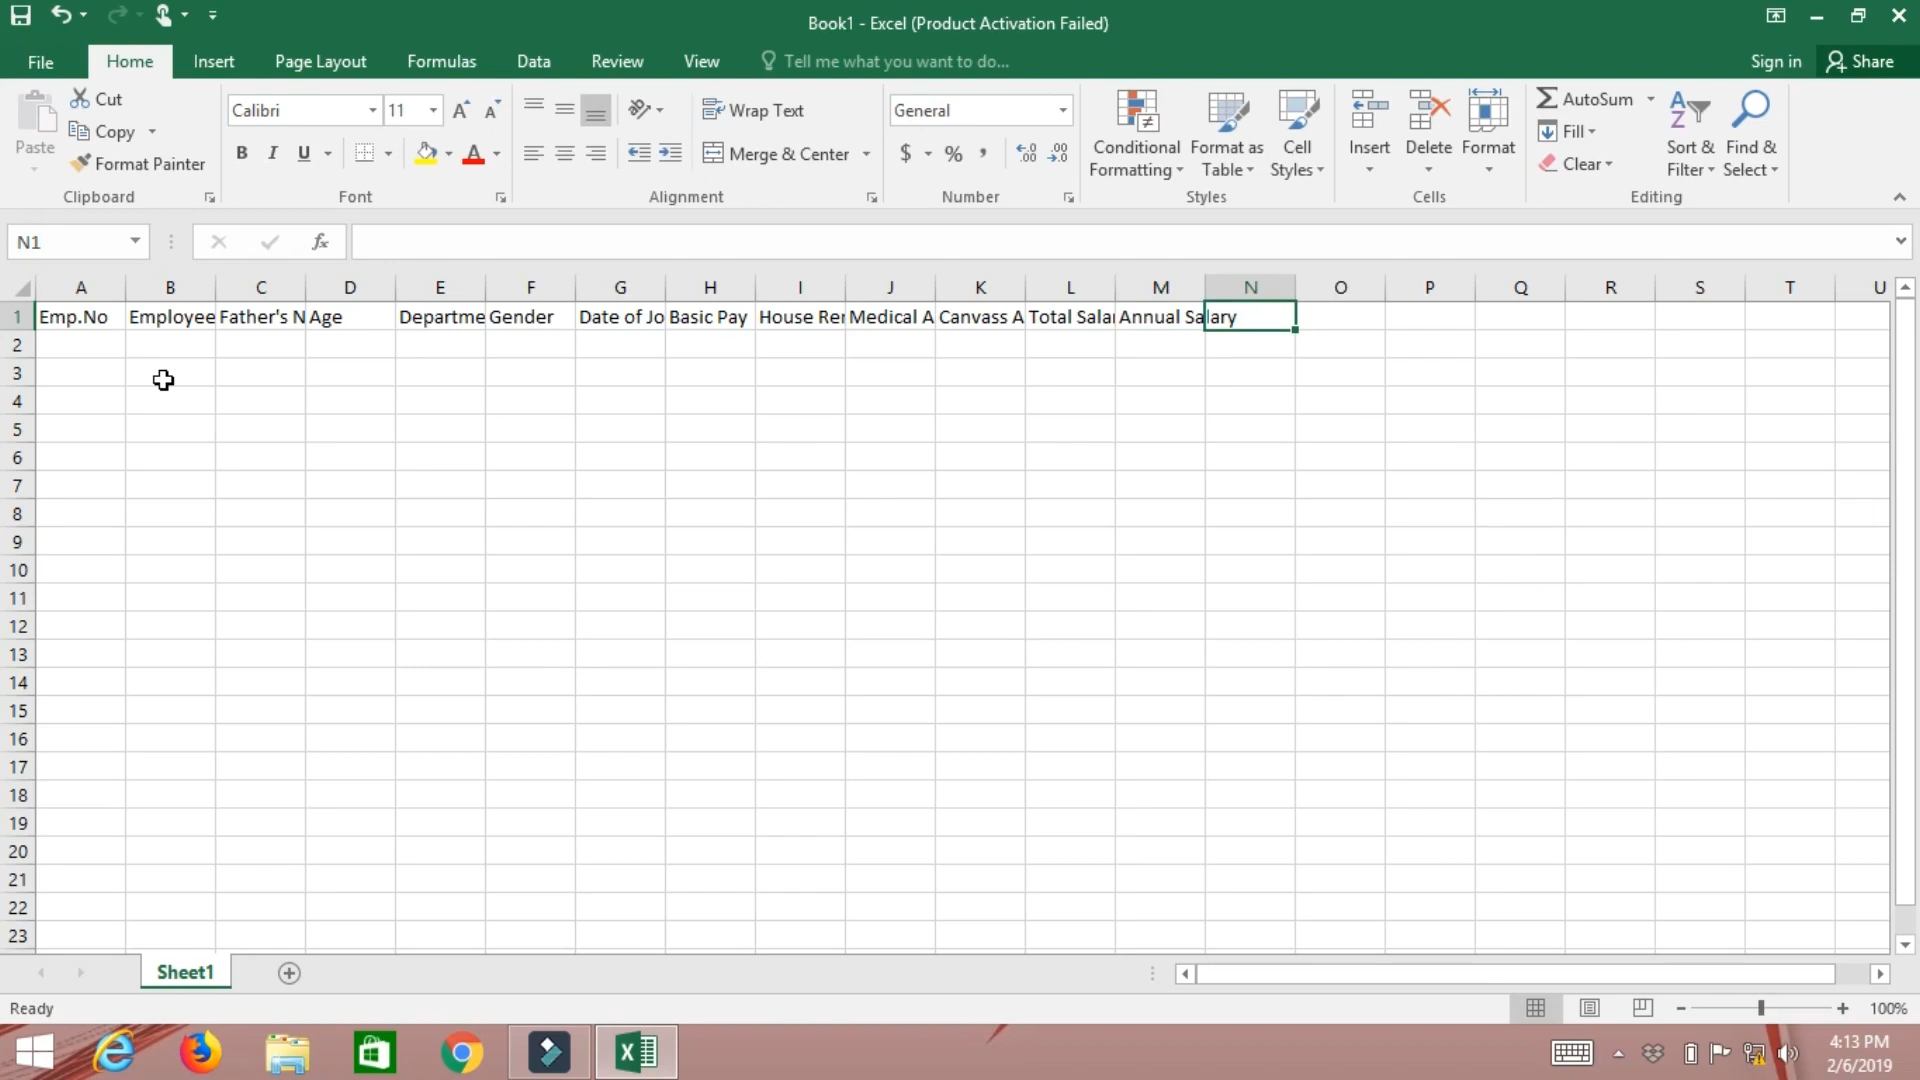 Book1 - Excel (Product Activation Failed)
File Home Insert Page Layout Formulas Data Review View Tell me what you want to do... Sign in Share
Paste Cut Copy Format Painter Clipboard
Calibri 11 A A B I U A Font
Wrap Text Merge & Center Alignment
General $ % , .0 .00 Number
Conditional Formatting Format as Table Cell Styles Styles
Insert Delete Format Cells
AutoSum Fill Clear Sort & Filter Find & Select Editing
N1 fx
A B C D E F G H I J K L M N O P Q R S T U
1 Emp.No Employee Father's N Age Departme Gender Date of Jo Basic Pay House Ren Medical A Canvass A Total Salar Annual Salary
2
3
4
5
6
7
8
9
10
11
12
13
14
15
16
17
18
19
20
21
22
23
Sheet1
Ready 100%
4:13 PM
2/6/2019